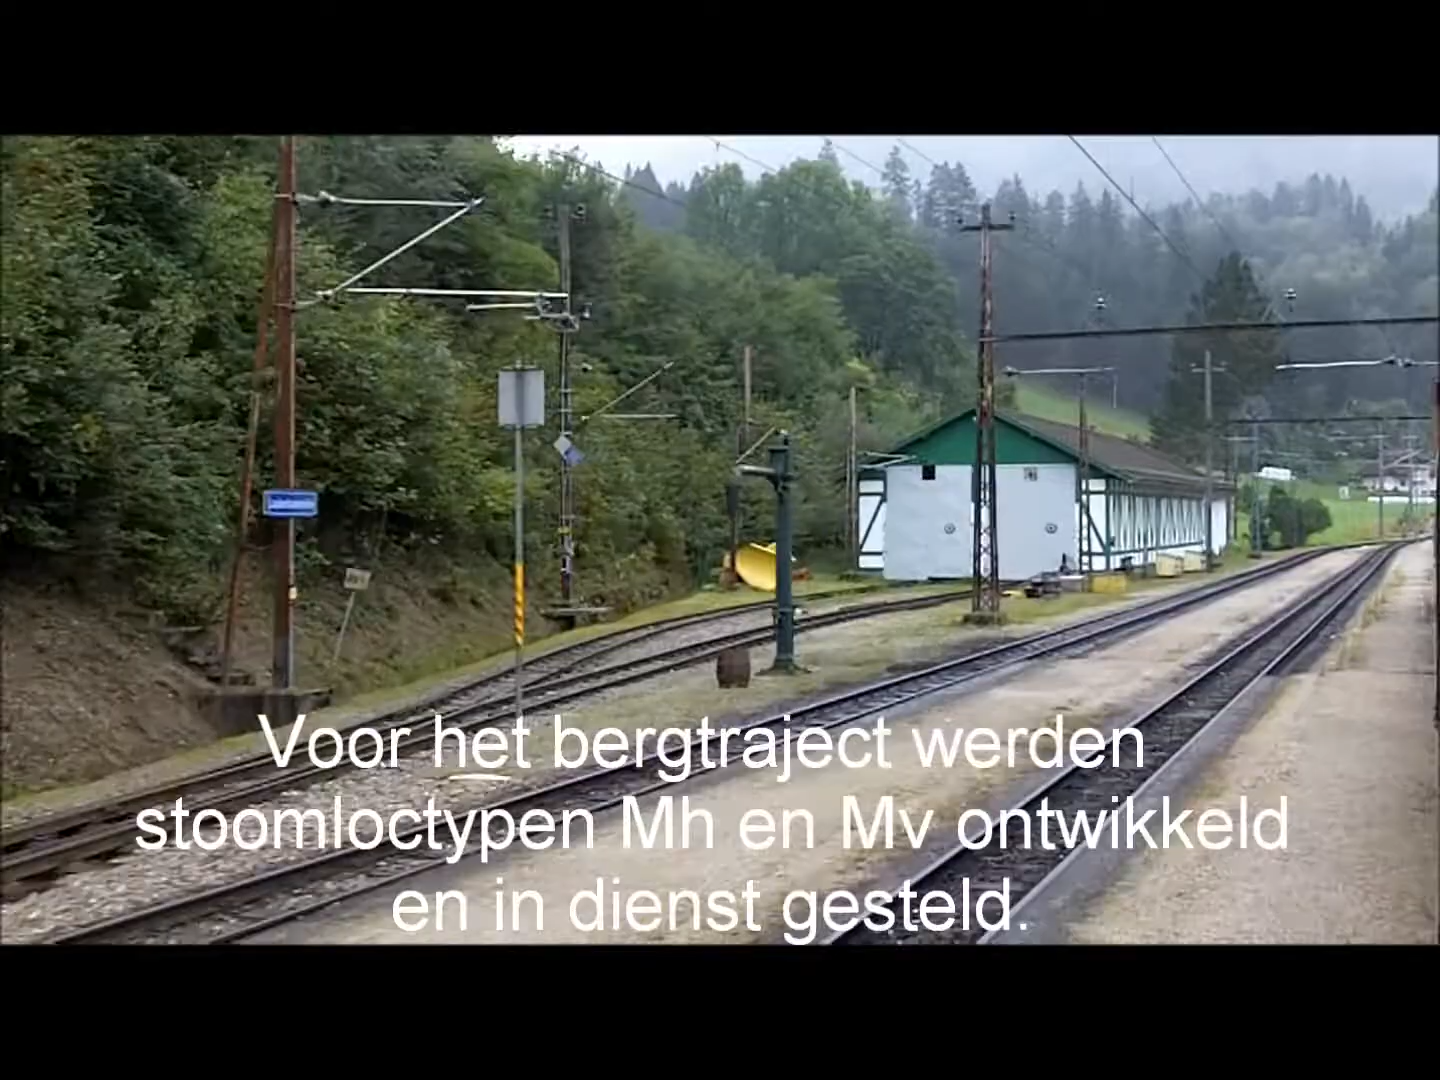 Voor het bergtraject werden
stoomloctypen Mh en Mv ontwikkeld
en in dienst gesteld.